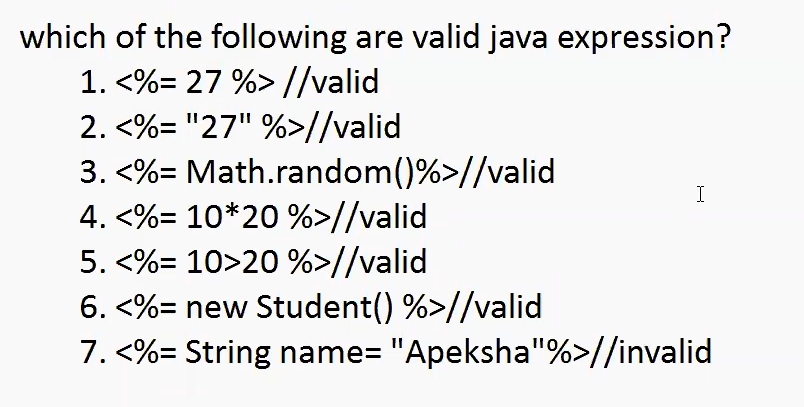 which of the following are valid java expression?
1. <%= 27 %> //valid
2. <%= "27" %>//valid
3. <%= Math.random()%>//valid
4. <%= 10*20 %>//valid
5. <%= 10>20 %>//valid
6. <%= new Student() %>//valid
7. <%= String name= "Apeksha"%>//invalid